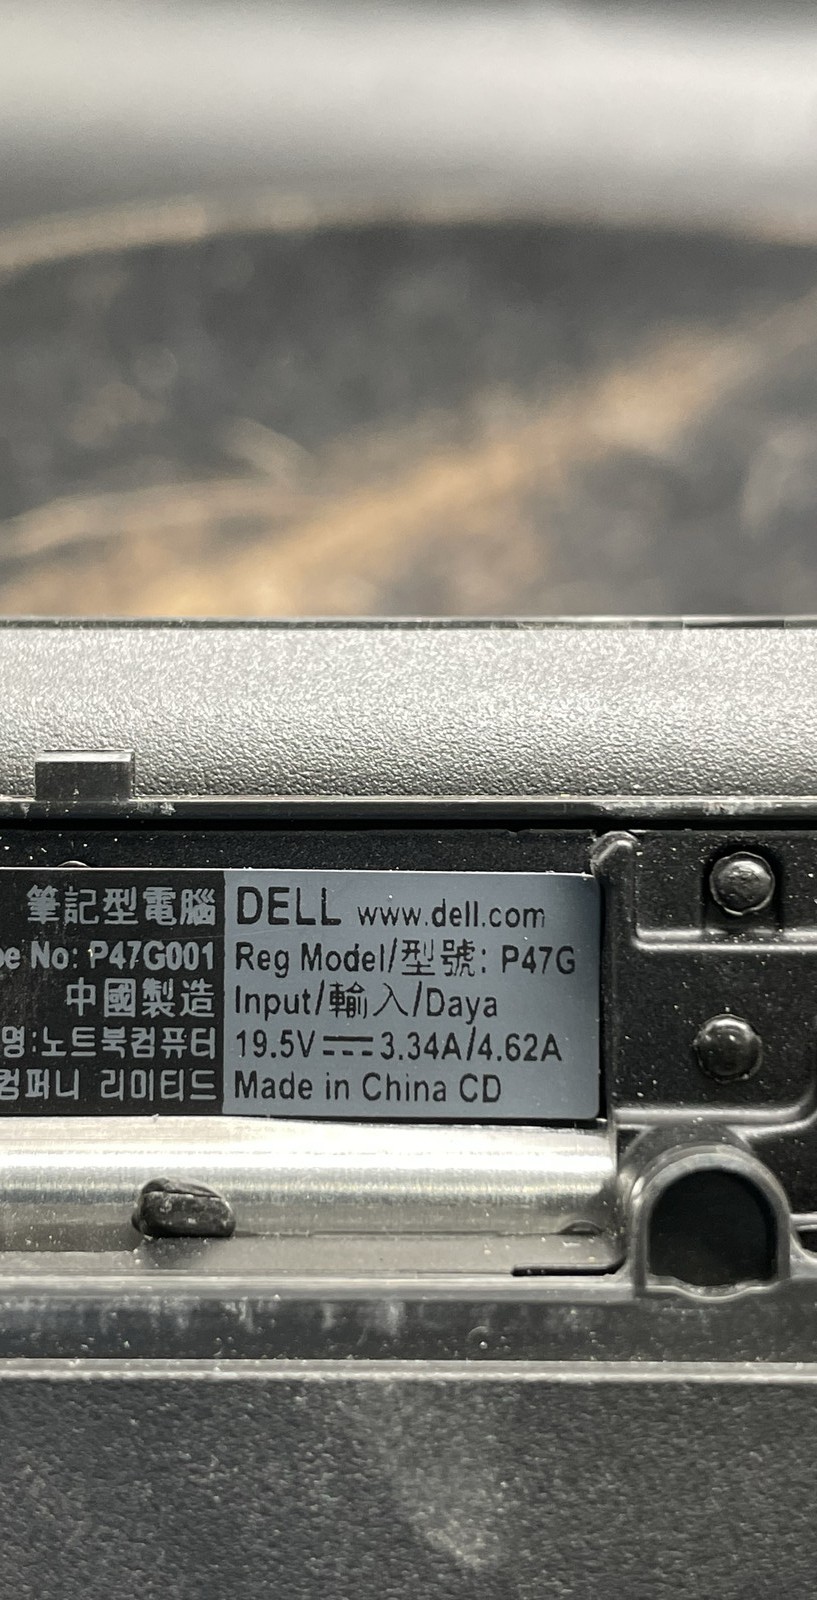 筆記型電腦 DELL www.dell.com
No: P47G001 Reg Model/型號: P47G
中國製造 Input/輸入/Daya
명:노트북컴퓨터 19.5V⎓3.34A/4.62A
컴퍼니 리미티드 Made in China CD